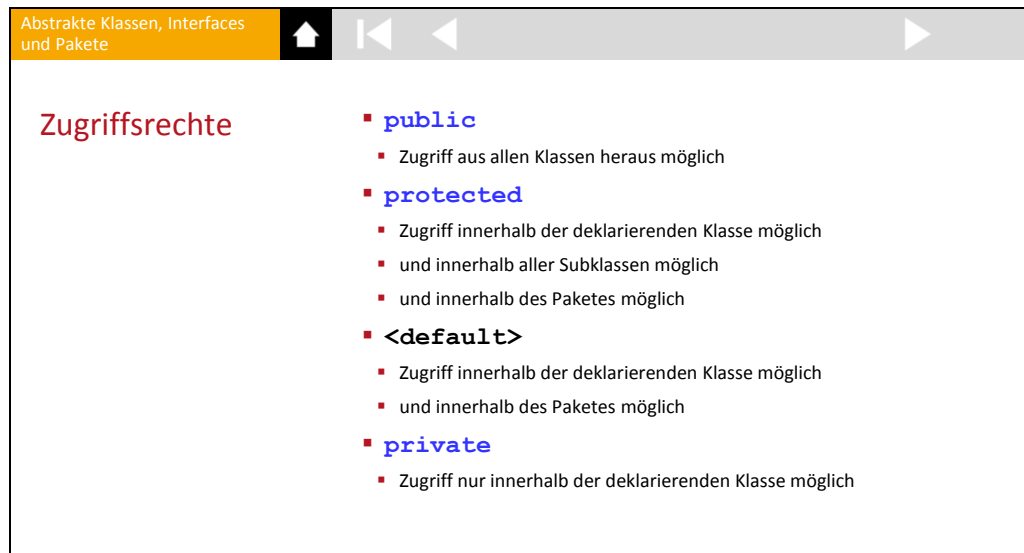 Abstrakte Klassen, Interfaces
und Pakete
Zugriffsrechte
public
Zugriff aus allen Klassen heraus möglich
protected
Zugriff innerhalb der deklarierenden Klasse möglich
und innerhalb aller Subklassen möglich
und innerhalb des Paketes möglich
<default>
Zugriff innerhalb der deklarierenden Klasse möglich
und innerhalb des Paketes möglich
private
Zugriff nur innerhalb der deklarierenden Klasse möglich